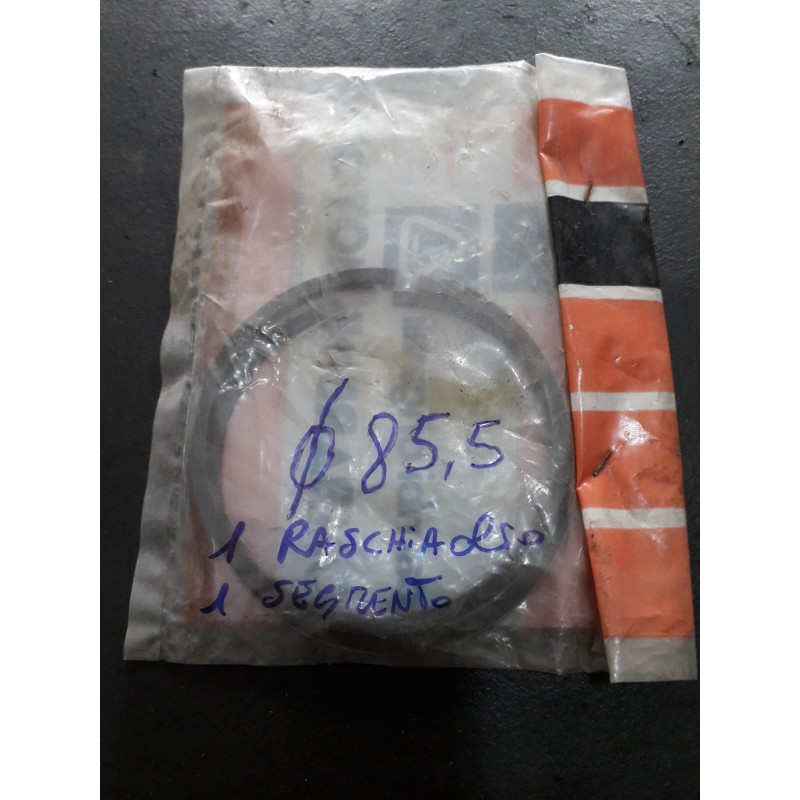 ϕ 85,5
1 RASCHIAOLIO
1 SEGMENTO